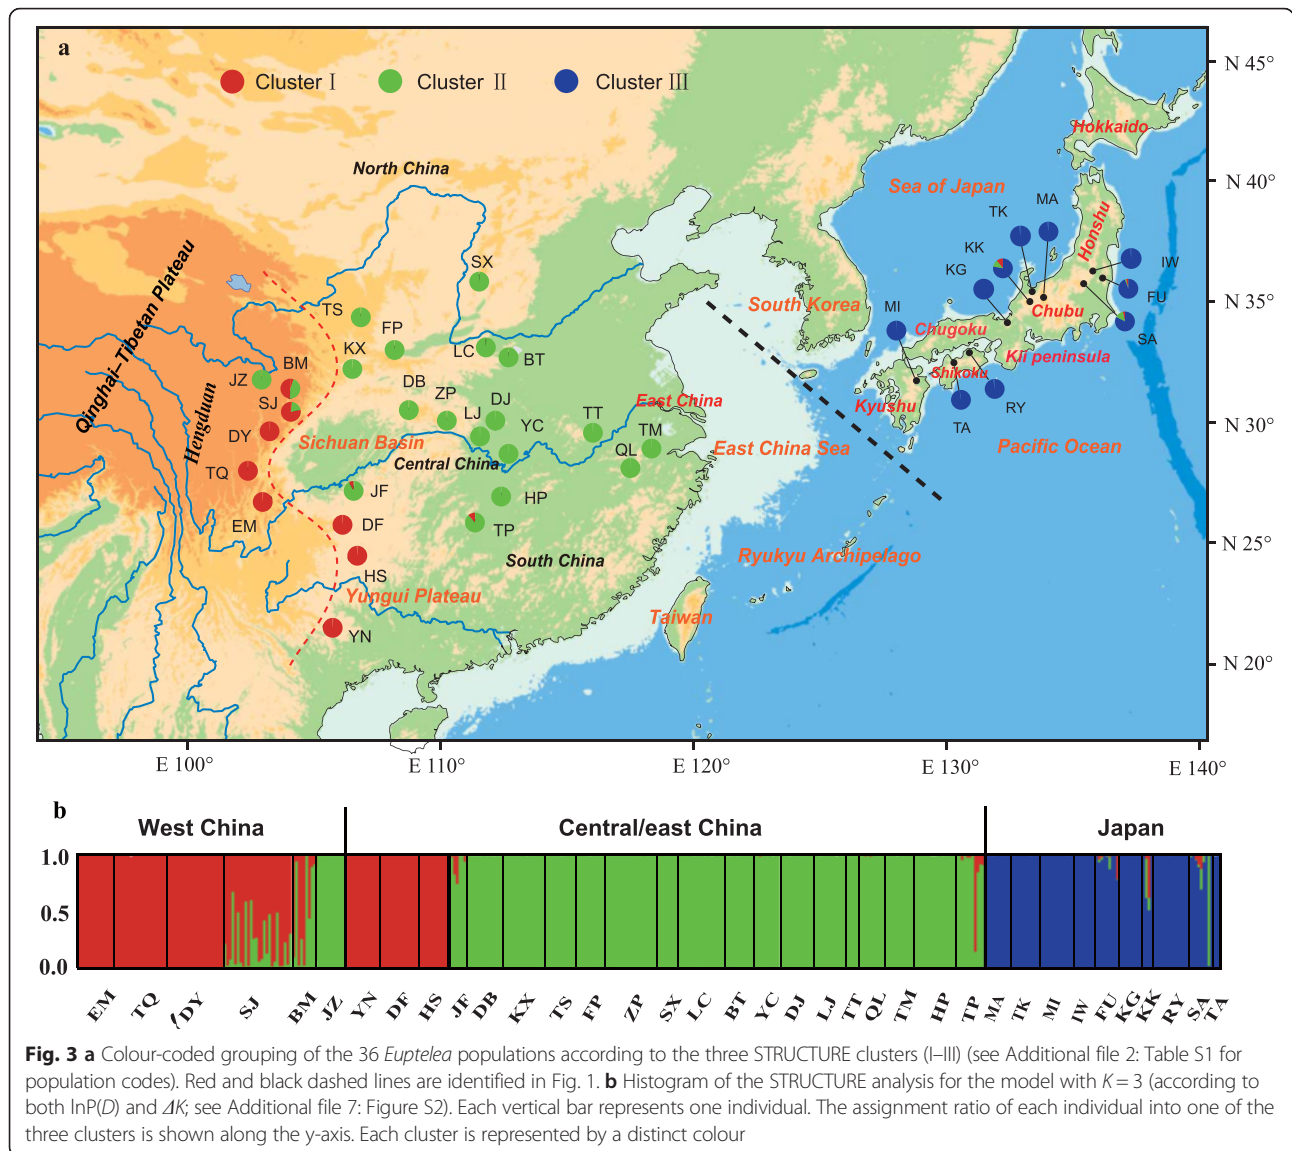 a
Cluster I
Cluster II
Cluster III
N 45°
Hokkaido
North China
N 40°
Sea of Japan
MA
TK
Honshu
Qinghai–Tibetan Plateau
KK
SX
KG
IW
TS
South Korea
MI
FU
N 35°
FP
Chubu
Chugoku
SA
KX
LC
BT
Kii peninsula
BM
JZ
Shikoku
DB
ZP
SJ
Hengduan
DJ
LJ
East China
Kyushu
RY
TT
YC
TM
TA
N 30°
DY
Sichuan Basin
QL
East China Sea
Pacific Ocean
Central China
TQ
JF
HP
EM
DF
TP
N 25°
South China
Ryukyu Archipelago
HS
Yungui Plateau
Taiwan
YN
N 20°
E 100°
E 110°
E 120°
E 130°
E 140°
b
West China
Central/east China
Japan
1.0
0.5
0.0
EM TQ DY SJ BM JZ YN DF HS JF DB KX TS FP ZP SX LC BT YC DJ LJ TT QL TM HP TP MA TK MI IW FU KG KK RY SA TA
Fig. 3 a Colour-coded grouping of the 36 Euptelea populations according to the three STRUCTURE clusters (I–III) (see Additional file 2: Table S1 for
population codes). Red and black dashed lines are identified in Fig. 1. b Histogram of the STRUCTURE analysis for the model with K = 3 (according to
both lnP(D) and ΔK; see Additional file 7: Figure S2). Each vertical bar represents one individual. The assignment ratio of each individual into one of the
three clusters is shown along the y-axis. Each cluster is represented by a distinct colour